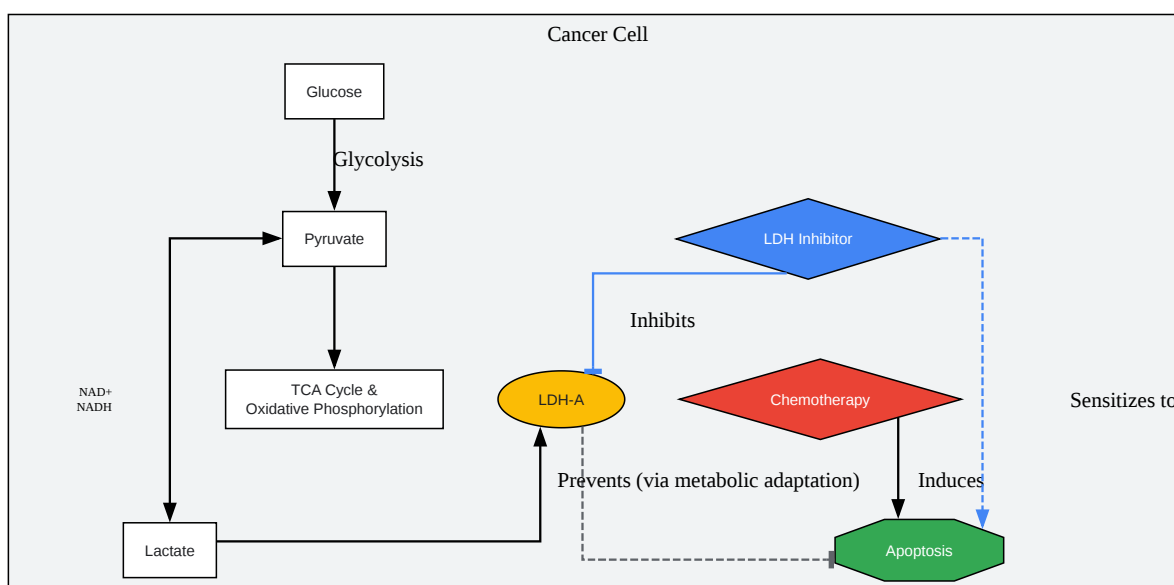 Cancer Cell
Glucose
Glycolysis
Pyruvate
LDH Inhibitor
Inhibits
NAD+
NADH
TCA Cycle &
Oxidative Phosphorylation
LDH-A
Chemotherapy
Sensitizes to
Prevents (via metabolic adaptation)
Induces
Lactate
Apoptosis